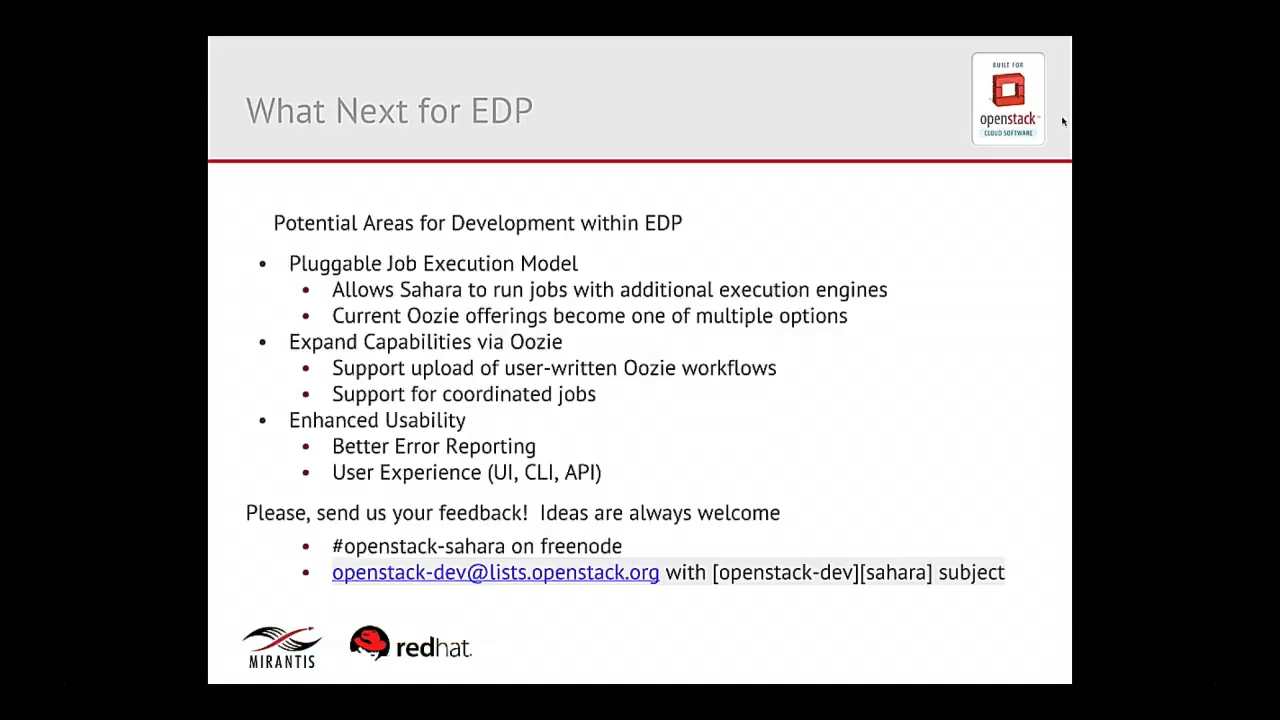 What Next for EDP
BUILT FOR
openstack™
CLOUD SOFTWARE
Potential Areas for Development within EDP
• Pluggable Job Execution Model
• Allows Sahara to run jobs with additional execution engines
• Current Oozie offerings become one of multiple options
• Expand Capabilities via Oozie
• Support upload of user-written Oozie workflows
• Support for coordinated jobs
• Enhanced Usability
• Better Error Reporting
• User Experience (UI, CLI, API)
Please, send us your feedback!  Ideas are always welcome
• #openstack-sahara on freenode
• openstack-dev@lists.openstack.org with [openstack-dev][sahara] subject
MIRANTIS
redhat.